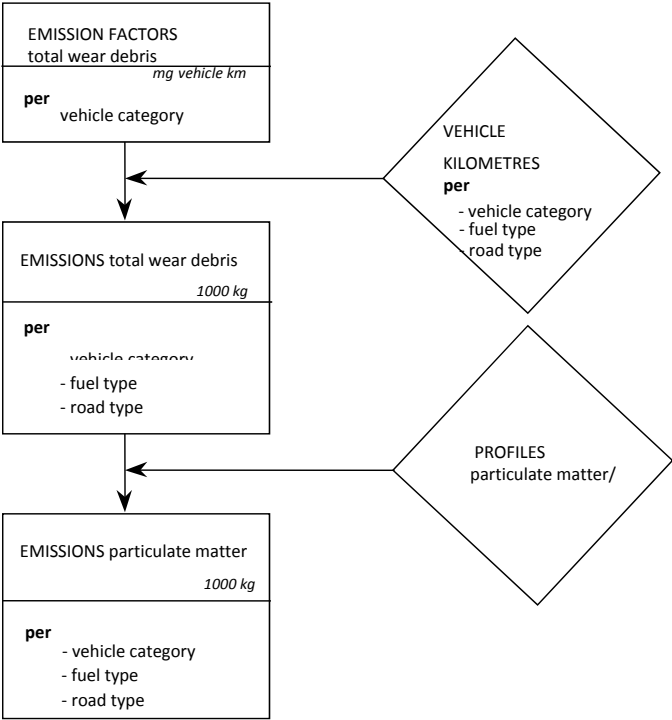 EMISSION FACTORS
total wear debris
mg vehicle km
per
vehicle category
VEHICLE
KILOMETRES
per
- vehicle category
- fuel type
- road type
EMISSIONS total wear debris
1000 kg
per
vehicle category
- fuel type
- road type
PROFILES
particulate matter/
EMISSIONS particulate matter
1000 kg
per
- vehicle category
- fuel type
- road type